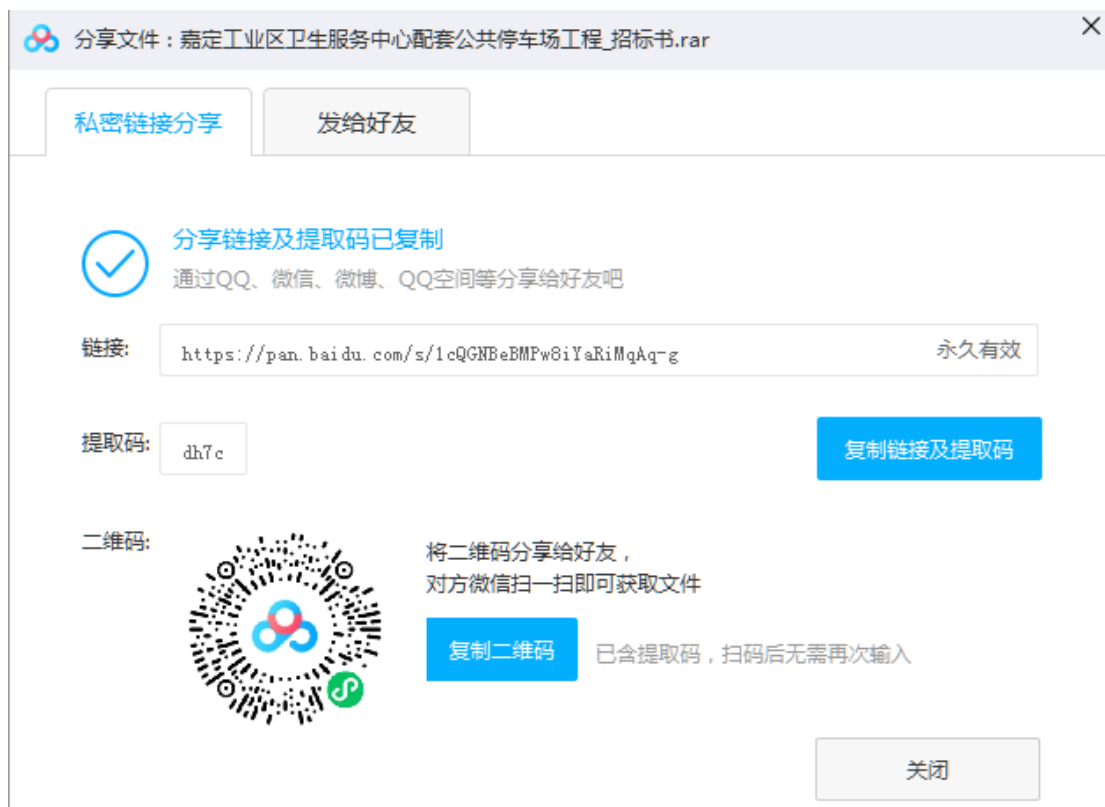 分享文件：嘉定工业区卫生服务中心配套公共停车场工程_招标书.rar
私密链接分享
发给好友
分享链接及提取码已复制
通过QQ、微信、微博、QQ空间等分享给好友吧
链接:
https://pan.baidu.com/s/1cQGNBeBMPw8iYaRiMqAq-g
永久有效
提取码:
dh7c
复制链接及提取码
二维码:
将二维码分享给好友，
对方微信扫一扫即可获取文件
复制二维码
已含提取码，扫码后无需再次输入
关闭